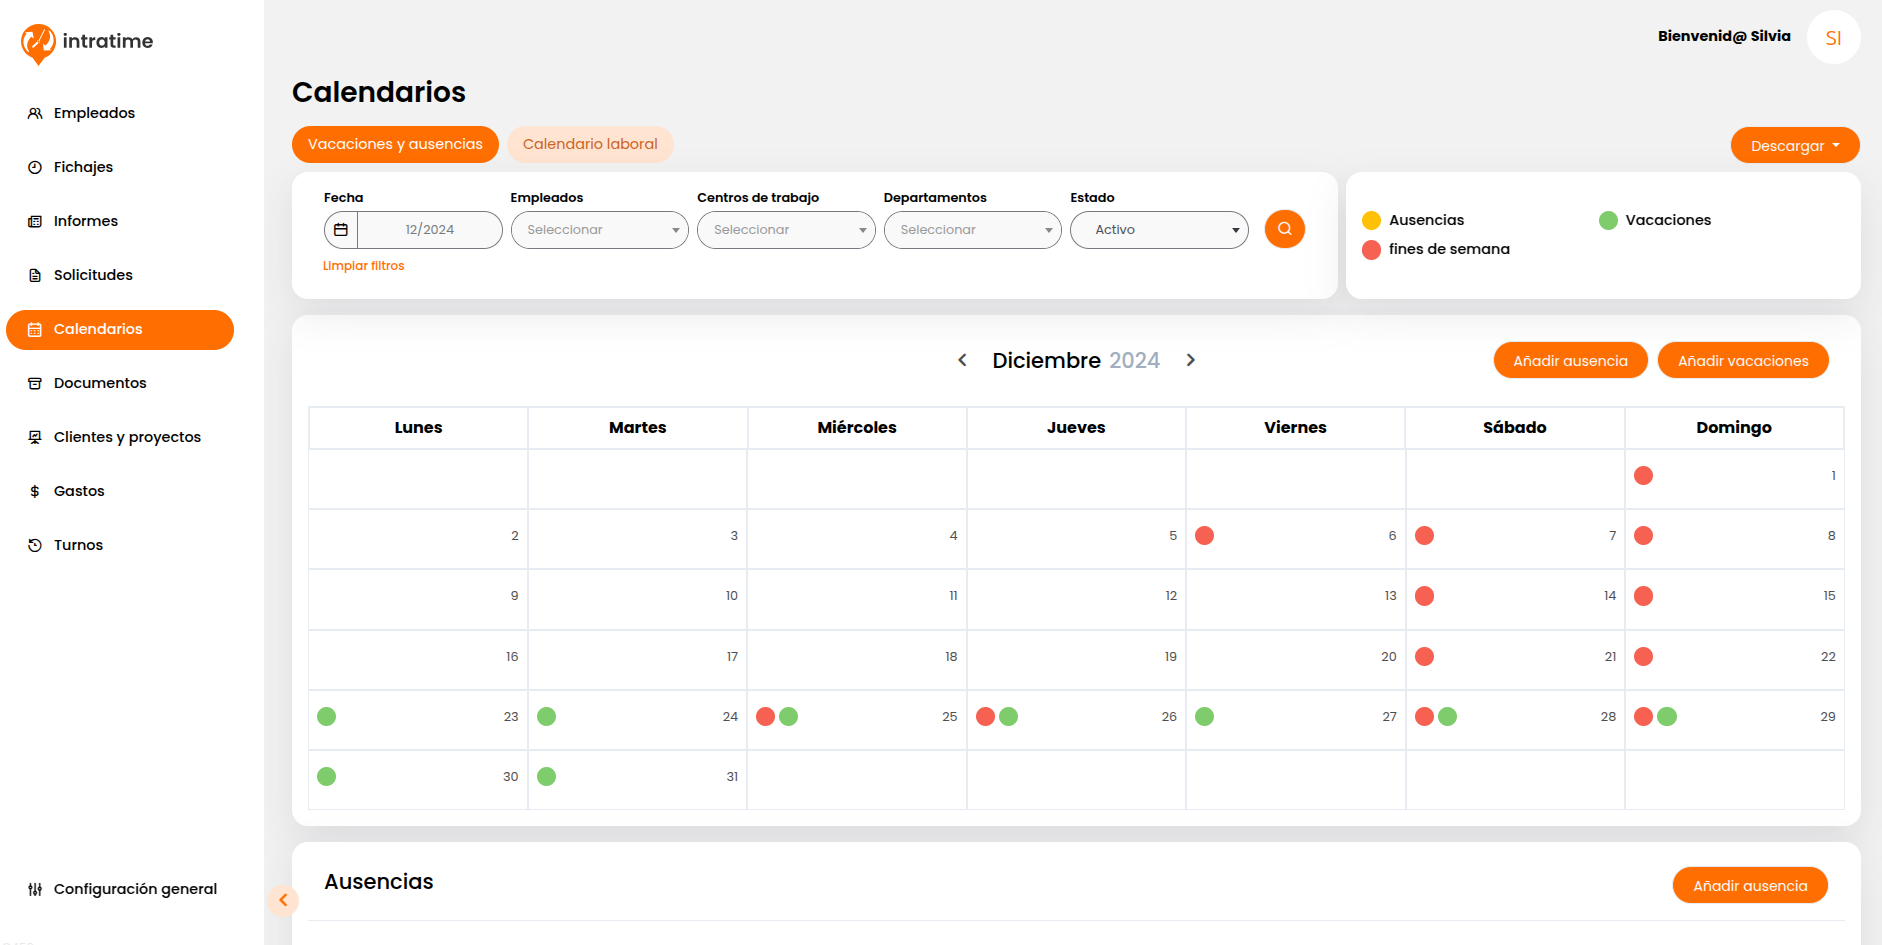 intratime
Bienvenid@ Silvia
SI
Empleados
Fichajes
Informes
Solicitudes
Calendarios
Documentos
Clientes y proyectos
Gastos
Turnos
Configuración general
Calendarios
Vacaciones y ausencias
Calendario laboral
Descargar
Fecha
Empleados
Centros de trabajo
Departamentos
Estado
12/2024
Seleccionar
Seleccionar
Seleccionar
Activo
Limpiar filtros
Ausencias
Vacaciones
fines de semana
Diciembre 2024
Añadir ausencia
Añadir vacaciones
Lunes Martes Miércoles Jueves Viernes Sábado Domingo
1
2 3 4 5 6 7 8
9 10 11 12 13 14 15
16 17 18 19 20 21 22
23 24 25 26 27 28 29
30 31
Ausencias
Añadir ausencia